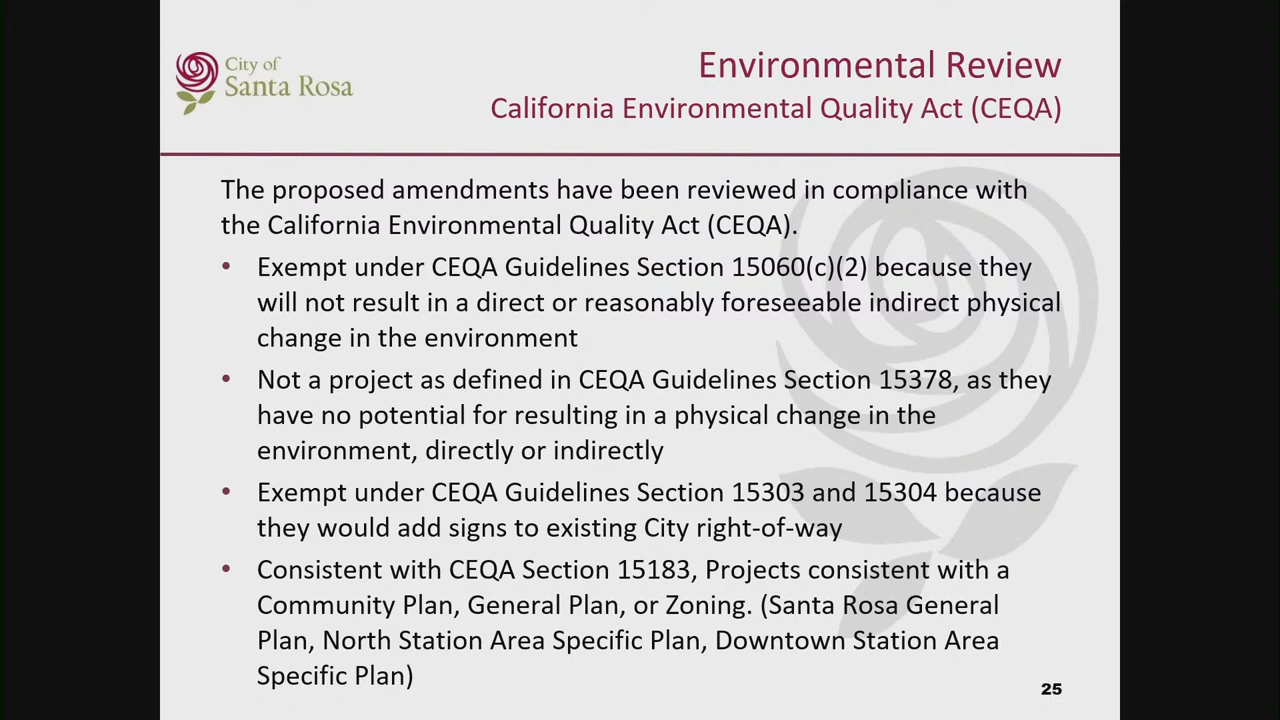 City of
Santa Rosa
Environmental Review
California Environmental Quality Act (CEQA)
The proposed amendments have been reviewed in compliance with
the California Environmental Quality Act (CEQA).
• Exempt under CEQA Guidelines Section 15060(c)(2) because they
will not result in a direct or reasonably foreseeable indirect physical
change in the environment
• Not a project as defined in CEQA Guidelines Section 15378, as they
have no potential for resulting in a physical change in the
environment, directly or indirectly
• Exempt under CEQA Guidelines Section 15303 and 15304 because
they would add signs to existing City right-of-way
• Consistent with CEQA Section 15183, Projects consistent with a
Community Plan, General Plan, or Zoning. (Santa Rosa General
Plan, North Station Area Specific Plan, Downtown Station Area
Specific Plan)
25